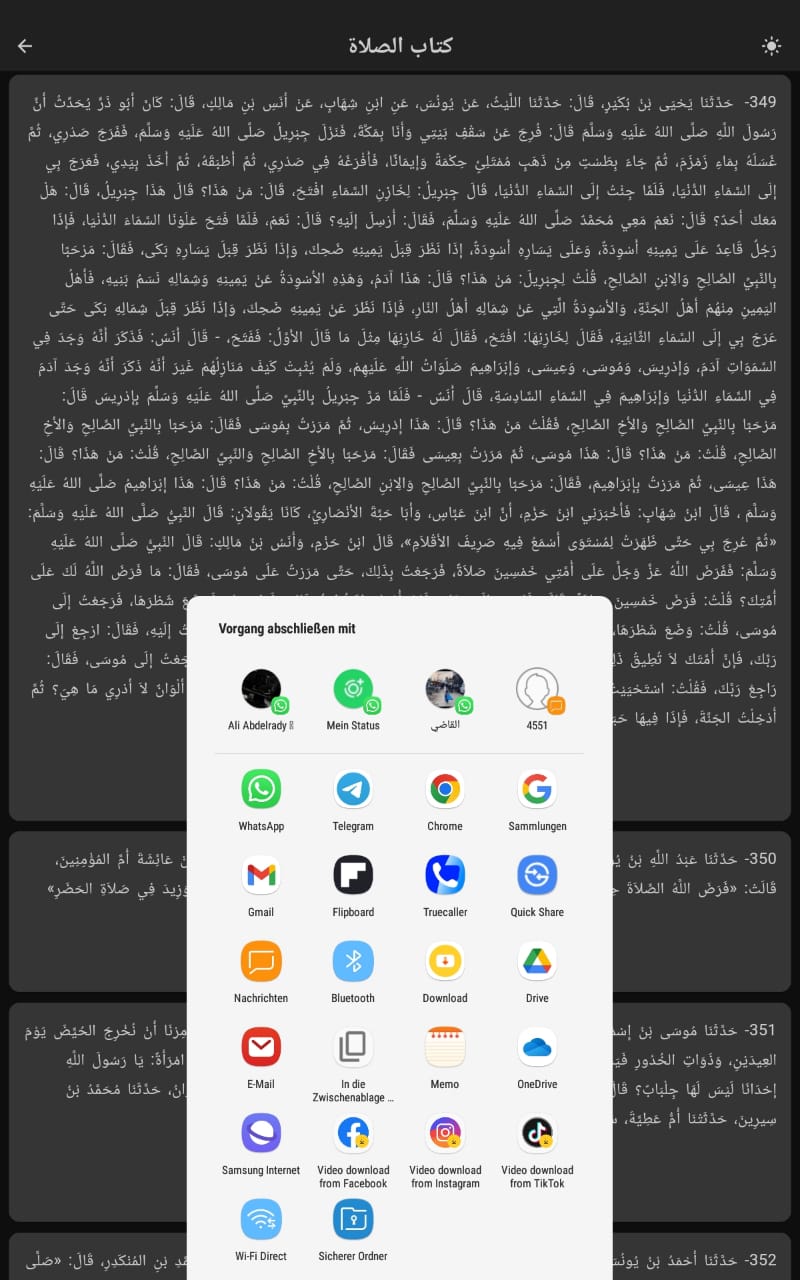 كتاب الصلاة
349- حَدَّثَنَا يَحْيَى بْنُ بُكَيْرٍ، قَالَ: حَدَّثَنَا اللَّيْثُ، عَنْ يُونُسَ، عَنِ ابْنِ شِهَابٍ، عَنْ أَنَسِ بْنِ مَالِكٍ، قَالَ: كَانَ أَبُو ذَرٍّ يُحَدِّثُ أَنَّ
رَسُولَ اللَّهِ صَلَّى اللهُ عَلَيْهِ وَسَلَّمَ قَالَ: فُرِجَ عَنْ سَقْفِ بَيْتِي وَأَنَا بِمَكَّةَ، فَنَزَلَ جِبْرِيلُ صَلَّى اللهُ عَلَيْهِ وَسَلَّمَ، فَفَرَجَ صَدْرِي، ثُمَّ
غَسَلَهُ بِمَاءِ زَمْزَمَ، ثُمَّ جَاءَ بِطَسْتٍ مِنْ ذَهَبٍ مُمْتَلِئٍ حِكْمَةً وَإِيمَانًا، فَأَفْرَغَهُ فِي صَدْرِي، ثُمَّ أَطْبَقَهُ، ثُمَّ أَخَذَ بِيَدِي، فَعَرَجَ بِي
إِلَى السَّمَاءِ الدُّنْيَا، فَلَمَّا جِئْتُ إِلَى السَّمَاءِ الدُّنْيَا، قَالَ جِبْرِيلُ: لِخَازِنِ السَّمَاءِ افْتَحْ، قَالَ: مَنْ هَذَا؟ قَالَ هَذَا جِبْرِيلُ، قَالَ: هَلْ
مَعَكَ أَحَدٌ؟ قَالَ: نَعَمْ مَعِي مُحَمَّدٌ صَلَّى اللهُ عَلَيْهِ وَسَلَّمَ، فَقَالَ: أُرْسِلَ إِلَيْهِ؟ قَالَ: نَعَمْ، فَلَمَّا فَتَحَ عَلَوْنَا السَّمَاءَ الدُّنْيَا، فَإِذَا
رَجُلٌ قَاعِدٌ عَلَى يَمِينِهِ أَسْوِدَةٌ، وَعَلَى يَسَارِهِ أَسْوِدَةٌ، إِذَا نَظَرَ قِبَلَ يَمِينِهِ ضَحِكَ، وَإِذَا نَظَرَ قِبَلَ يَسَارِهِ بَكَى، فَقَالَ: مَرْحَبًا
بِالنَّبِيِّ الصَّالِحِ وَالِابْنِ الصَّالِحِ، قُلْتُ لِجِبْرِيلَ: مَنْ هَذَا؟ قَالَ: هَذَا آدَمُ، وَهَذِهِ الأَسْوِدَةُ عَنْ يَمِينِهِ وَشِمَالِهِ نَسَمُ بَنِيهِ، فَأَهْلُ
اليَمِينِ مِنْهُمْ أَهْلُ الجَنَّةِ، وَالأَسْوِدَةُ الَّتِي عَنْ شِمَالِهِ أَهْلُ النَّارِ، فَإِذَا نَظَرَ عَنْ يَمِينِهِ ضَحِكَ، وَإِذَا نَظَرَ قِبَلَ شِمَالِهِ بَكَى حَتَّى
عَرَجَ بِي إِلَى السَّمَاءِ الثَّانِيَةِ، فَقَالَ لِخَازِنِهَا: افْتَحْ، فَقَالَ لَهُ خَازِنِهَا مِثْلَ مَا قَالَ الأَوَّلُ: فَفَتَحَ، - قَالَ أَنَسٌ: فَذَكَرَ أَنَّهُ وَجَدَ فِي
السَّمَوَاتِ آدَمَ، وَإِدْرِيسَ، وَمُوسَى، وَعِيسَى، وَإِبْرَاهِيمَ صَلَوَاتُ اللَّهِ عَلَيْهِمْ، وَلَمْ يُثْبِتْ كَيْفَ مَنَازِلُهُمْ غَيْرَ أَنَّهُ ذَكَرَ أَنَّهُ وَجَدَ آدَمَ
فِي السَّمَاءِ الدُّنْيَا وَإِبْرَاهِيمَ فِي السَّمَاءِ السَّادِسَةِ، قَالَ أَنَسٌ - فَلَمَّا مَرَّ جِبْرِيلُ بِالنَّبِيِّ صَلَّى اللهُ عَلَيْهِ وَسَلَّمَ بِإِدْرِيسَ قَالَ:
مَرْحَبًا بِالنَّبِيِّ الصَّالِحِ وَالأَخِ الصَّالِحِ، فَقُلْتُ مَنْ هَذَا؟ قَالَ: هَذَا إِدْرِيسُ، ثُمَّ مَرَرْتُ بِمُوسَى فَقَالَ: مَرْحَبًا بِالنَّبِيِّ الصَّالِحِ وَالأَخِ
الصَّالِحِ، قُلْتُ: مَنْ هَذَا؟ قَالَ: هَذَا مُوسَى، ثُمَّ مَرَرْتُ بِعِيسَى فَقَالَ: مَرْحَبًا بِالأَخِ الصَّالِحِ وَالنَّبِيِّ الصَّالِحِ، قُلْتُ: مَنْ هَذَا؟ قَالَ:
هَذَا عِيسَى، ثُمَّ مَرَرْتُ بِإِبْرَاهِيمَ، فَقَالَ: مَرْحَبًا بِالنَّبِيِّ الصَّالِحِ وَالِابْنِ الصَّالِحِ، قُلْتُ: مَنْ هَذَا؟ قَالَ: هَذَا إِبْرَاهِيمُ صَلَّى اللهُ عَلَيْهِ
وَسَلَّمَ ، قَالَ ابْنُ شِهَابٍ: فَأَخْبَرَنِي ابْنُ حَزْمٍ، أَنَّ ابْنَ عَبَّاسٍ، وَأَبَا حَبَّةَ الأَنْصَارِيَّ، كَانَا يَقُولاَنِ: قَالَ النَّبِيُّ صَلَّى اللهُ عَلَيْهِ وَسَلَّمَ:
«ثُمَّ عُرِجَ بِي حَتَّى ظَهَرْتُ لِمُسْتَوَى أَسْمَعُ فِيهِ صَرِيفَ الأَقْلاَمِ»، قَالَ ابْنُ حَزْمٍ، وَأَنَسُ بْنُ مَالِكٍ: قَالَ النَّبِيُّ صَلَّى اللهُ عَلَيْهِ
وَسَلَّمَ: فَفَرَضَ اللَّهُ عَزَّ وَجَلَّ عَلَى أُمَّتِي خَمْسِينَ صَلاَةً، فَرَجَعْتُ بِذَلِكَ، حَتَّى مَرَرْتُ عَلَى مُوسَى، فَقَالَ: مَا فَرَضَ اللَّهُ لَكَ عَلَى
أُمَّتِكَ؟ قُلْتُ: فَرَضَ خَمْسِينَ شَطْرَهَا، فَرَجَعْتُ إِلَى
مُوسَى، قُلْتُ: وَضَعَ شَطْرَهَا، إِلَيْهِ، فَقَالَ: ارْجِعْ إِلَى
رَبِّكَ، فَإِنَّ أُمَّتَكَ لاَ تُطِيقُ إِلَى مُوسَى، فَقَالَ:
رَاجِعْ رَبَّكَ، فَقُلْتُ: اسْتَحْيَيْتُ أَلْوَانٌ لاَ أَدْرِي مَا هِيَ؟ ثُمَّ
أُدْخِلْتُ الجَنَّةَ، فَإِذَا فِيهَا
Vorgang abschließen mit
Ali Abdelrady
Mein Status
القاضي
4551
WhatsApp
Telegram
Chrome
Sammlungen
350- حَدَّثَنَا عَبْدُ اللَّهِ بْنُ عَائِشَةَ أُمِّ المُؤْمِنِينَ،
قَالَتْ: «فَرَضَ اللَّهُ الصَّلاَةَ وَزِيدَ فِي صَلاَةِ الحَضَرِ»
Gmail
Flipboard
Truecaller
Quick Share
Nachrichten
Bluetooth
Download
Drive
351- حَدَّثَنَا مُوسَى بْنُ أَنْ نُخْرِجَ الحُيَّضَ يَوْمَ
العِيدَيْنِ، وَذَوَاتِ الخُدُورِ امْرَأَةٌ: يَا رَسُولَ اللَّهِ
إِحْدَانَا لَيْسَ لَهَا جِلْبَابٌ؟ حَدَّثَنَا مُحَمَّدُ بْنُ
سِيرِينَ، حَدَّثَتْنَا أُمُّ عَطِيَّةَ،
E-Mail
In die
Zwischenablage ...
Memo
OneDrive
Samsung Internet
Video download
from Facebook
Video download
from Instagram
Video download
from TikTok
Wi-Fi Direct
Sicherer Ordner
352- حَدَّثَنَا أَحْمَدُ بْنُ بْنِ المُنْكَدِرِ، قَالَ: «صَلَّى